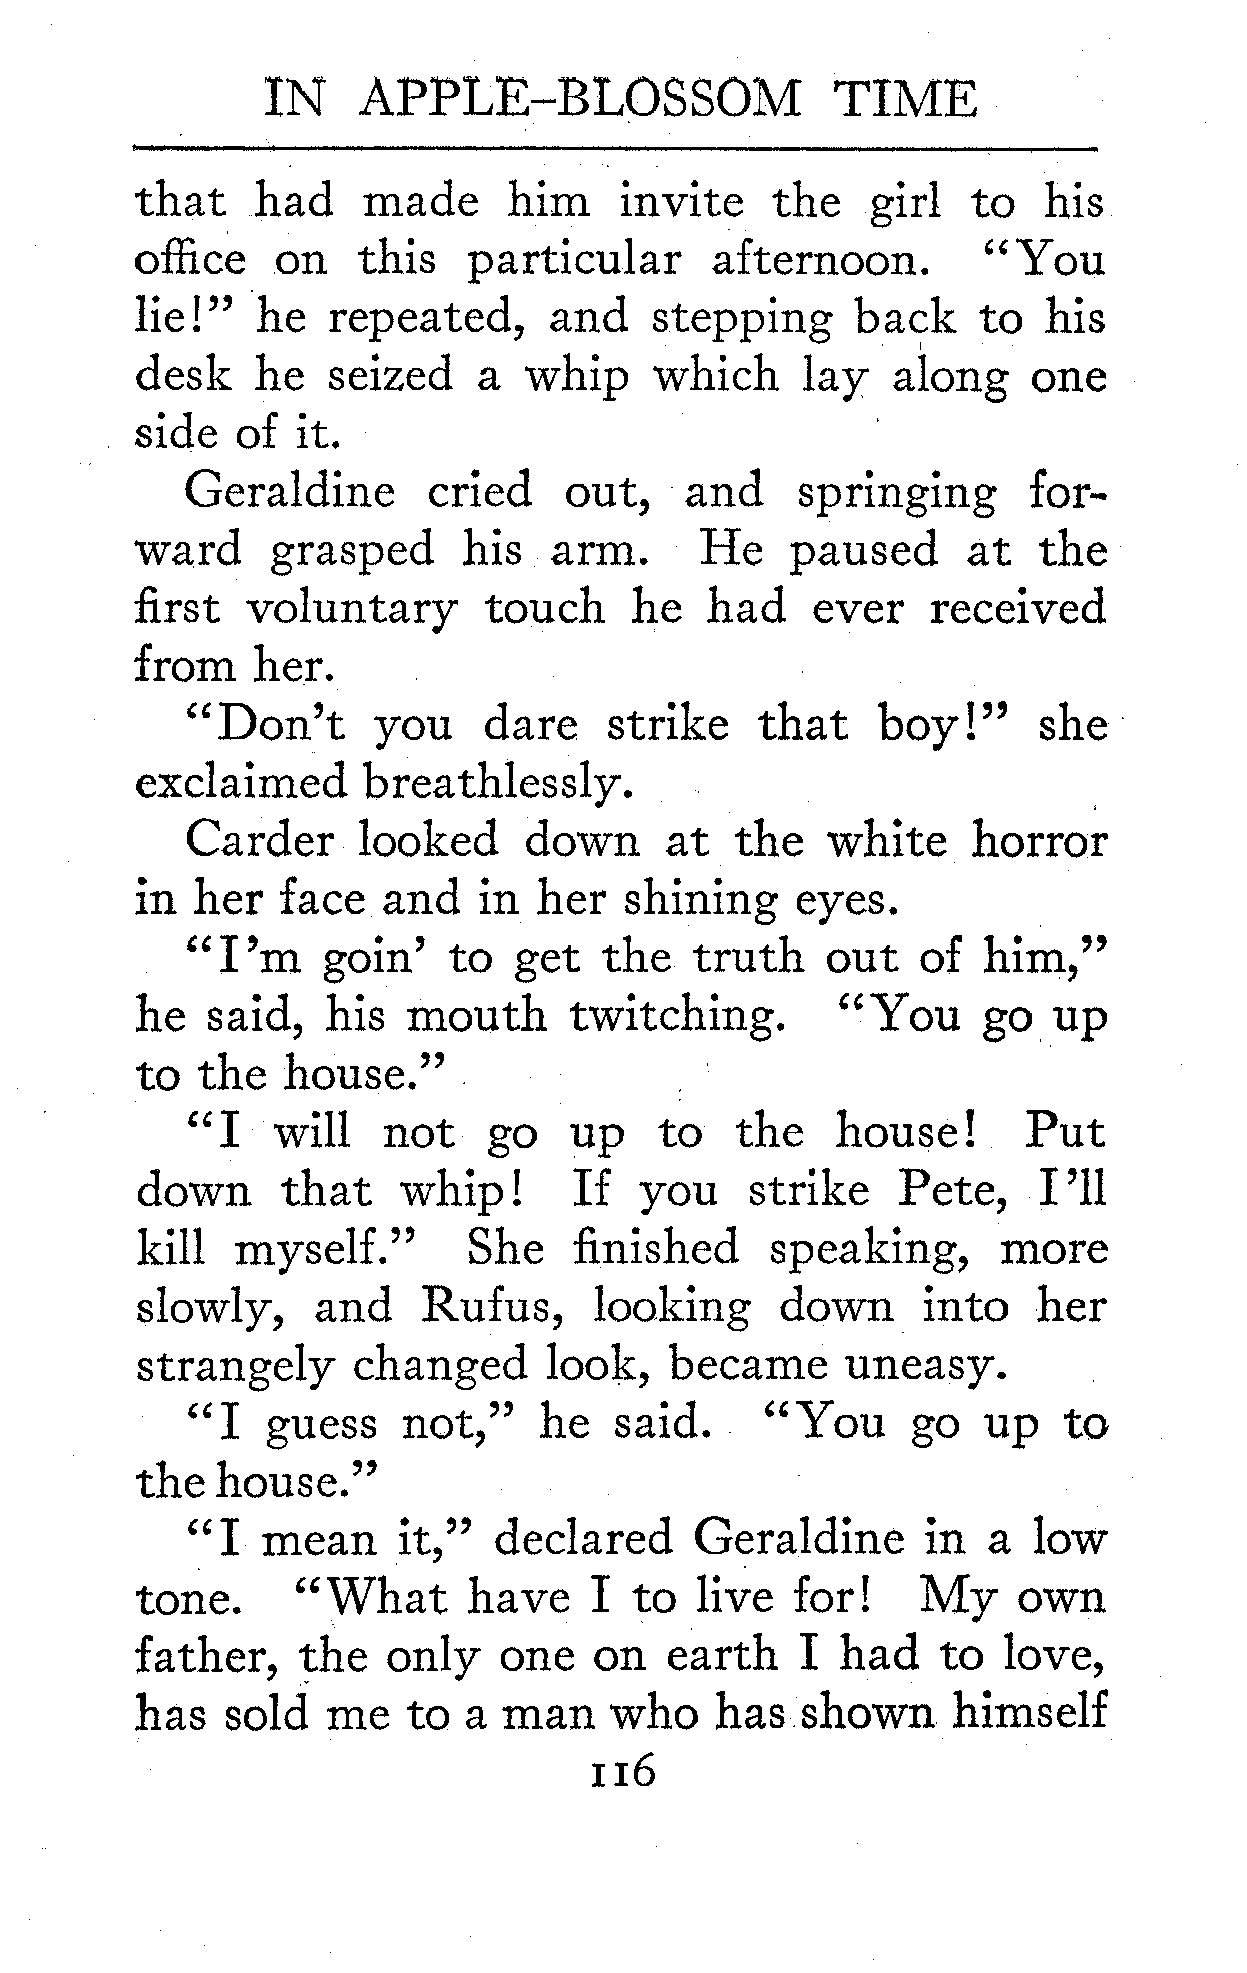 IN APPLE-BLOSSOM TIME
that had made him invite the girl to his
office on this particular afternoon. "You
lie!" he repeated, and stepping back to his
desk he seized a whip which lay along one
side of it.
Geraldine cried out, and springing for-
ward grasped his arm. He paused at the
first voluntary touch he had ever received
from her.
"Don't you dare strike that boy!" she
exclaimed breathlessly.
Carder looked down at the white horror
in her face and in her shining eyes.
"I'm goin' to get the truth out of him,"
he said, his mouth twitching. "You go up
to the house."
"I will not go up to the house! Put
down that whip! If you strike Pete, I'll
kill myself." She finished speaking, more
slowly, and Rufus, looking down into her
strangely changed look, became uneasy.
"I guess not," he said. "You go up to
the house."
"I mean it," declared Geraldine in a low
tone. "What have I to live for! My own
father, the only one on earth I had to love,
has sold me to a man who has shown himself
116